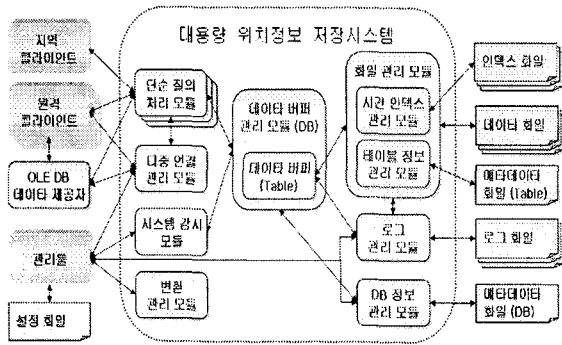 대용량 위치정보 저장시스템
지역
클라이언트
원격
클라이언트
OLE DB
데이타 제공자
관리툴
설정 화일
단순 질의
처리 모듈
다중 연결
관리 모듈
시스템 감시
모듈
변환
관리 모듈
데이타 버퍼
관리 모듈 (DB)
데이타 버퍼
(Table)
화일 관리 모듈
시간 인덱스
관리 모듈
테이블 정보
관리 모듈
로그
관리 모듈
DB 정보
관리 모듈
인덱스 화일
데이타 화일
메타데이타
화일 (Table)
로그 화일
메타데이타
화일 (DB)